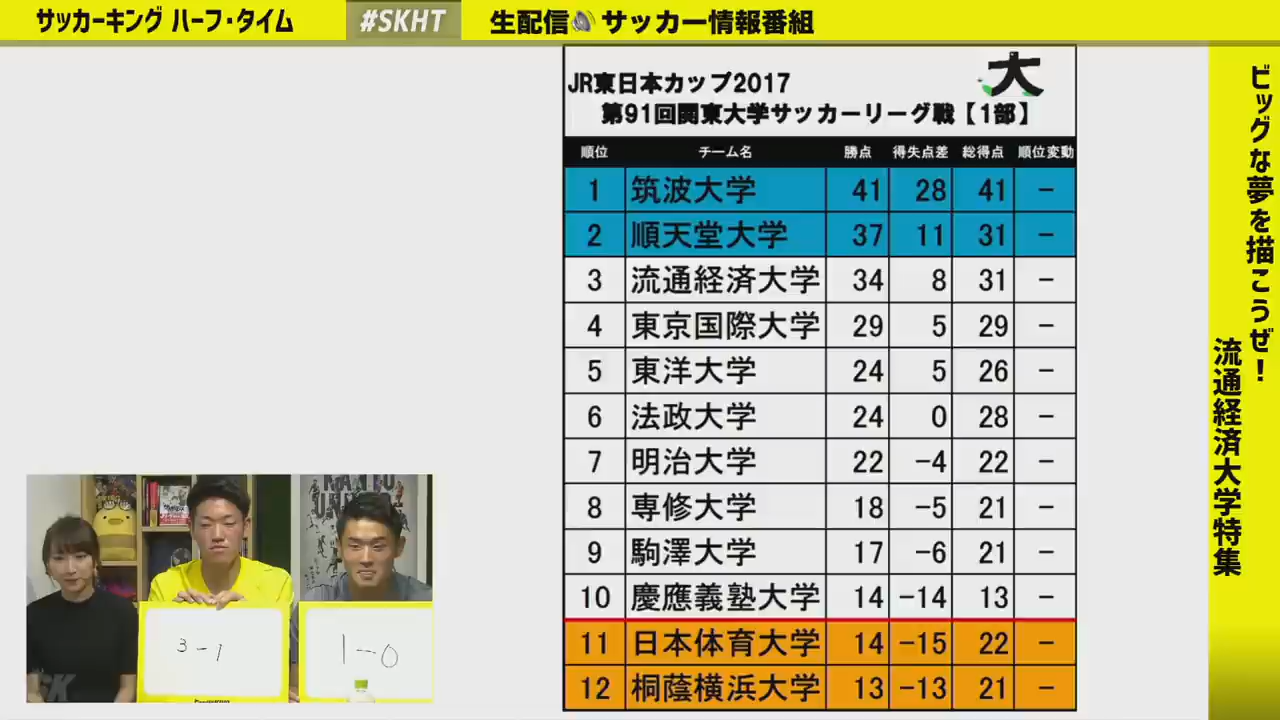 サッカーキング ハーフ・タイム
#SKHT
生配信 サッカー情報番組
大
JR東日本カップ2017
第91回関東大学サッカーリーグ戦【1部】
順位 チーム名 勝点 得失点差 総得点 順位変動
1 筑波大学 41 28 41 −
2 順天堂大学 37 11 31 −
3 流通経済大学 34 8 31 −
4 東京国際大学 29 5 29 −
5 東洋大学 24 5 26 −
6 法政大学 24 0 28 −
7 明治大学 22 −4 22 −
8 専修大学 18 −5 21 −
9 駒澤大学 17 −6 21 −
10 慶應義塾大学 14 −14 13 −
11 日本体育大学 14 −15 22 −
12 桐蔭横浜大学 13 −13 21 −
ビッグな夢を描こうぜ!
流通経済大学特集
3-1
1-0
SK